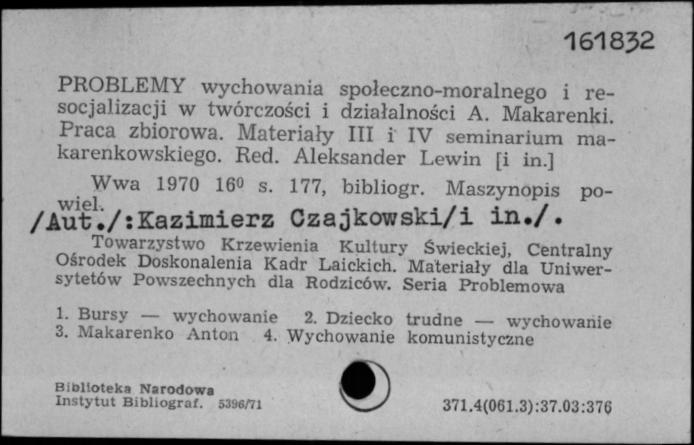 161832
PROBLEMY wychowania społeczno-moralnego i re-
socjalizacji w twórczości i działalności A. Makarenki.
Praca zbiorowa. Materiały III i IV seminarium ma-
karenkowskiego. Red. Aleksander Lewin [i in.]
Wwa 1970 16⁰ s. 177, bibliogr. Maszynopis po-
wiel.
/Aut./:Kazimierz Czajkowski/i in./.
Towarzystwo Krzewienia Kultury Świeckiej, Centralny
Ośrodek Doskonalenia Kadr Laickich. Materiały dla Uniwer-
sytetów Powszechnych dla Rodziców. Seria Problemowa
1. Bursy — wychowanie 2. Dziecko trudne — wychowanie
3. Makarenko Anton 4. Wychowanie komunistyczne
Biblioteka Narodowa
Instytut Bibliograf. 5396/71
371.4(061.3):37.03:376